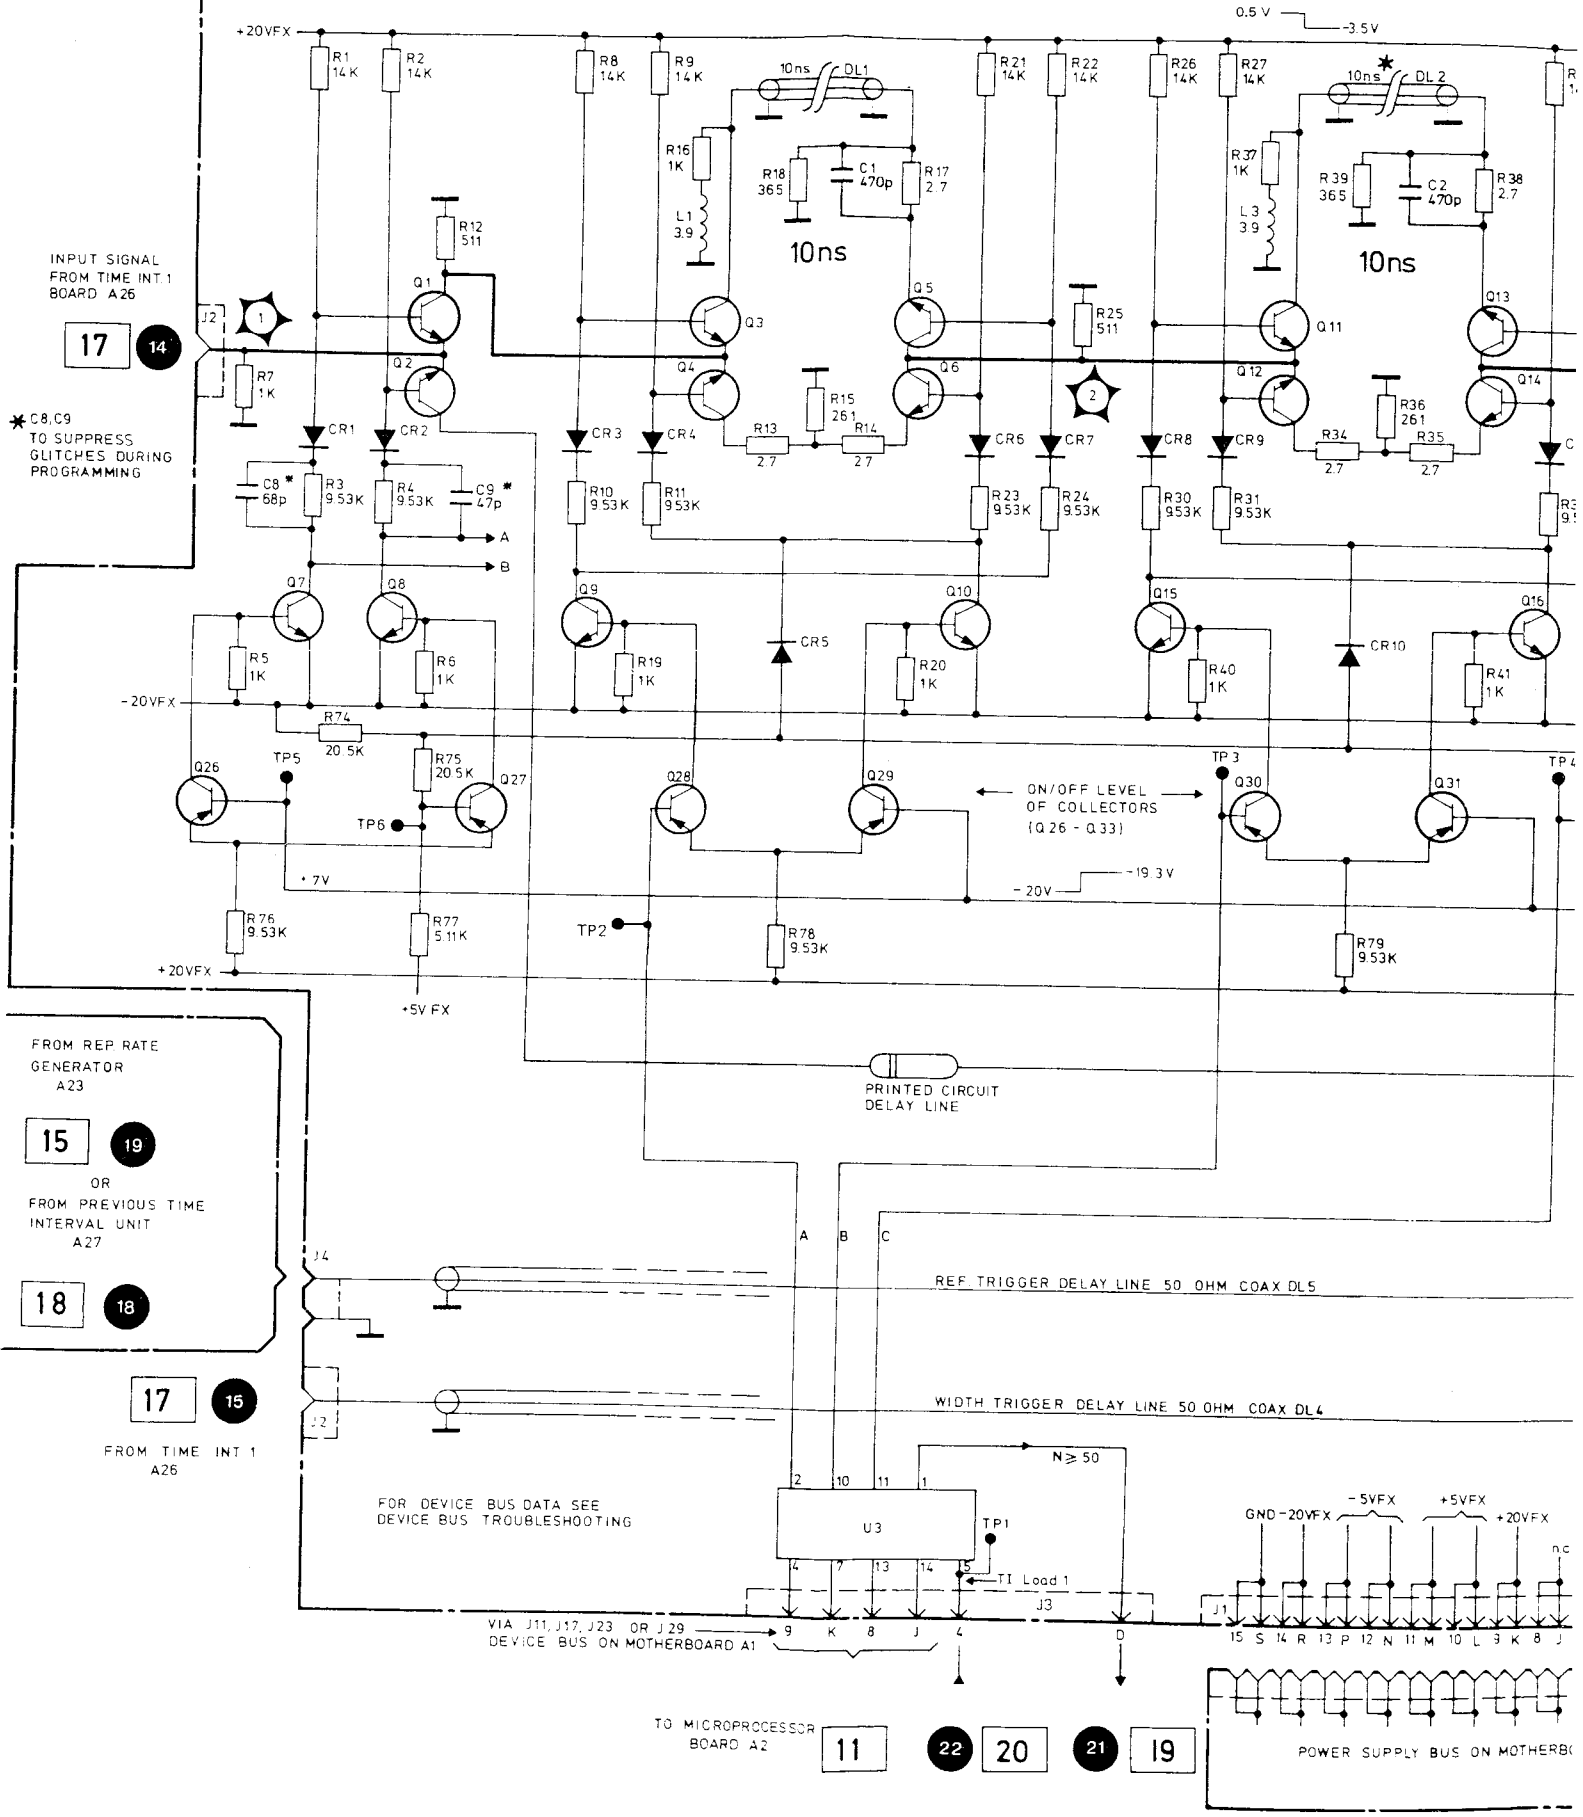 0.5 V
-3.5V
+20VFX
R1
14K
R2
14K
R8
14K
R9
14K
10ns
DL1
R21
14K
R22
14K
R26
14K
R27
14K
10ns
*
DL 2
R16
1K
R18
365
C1
470p
R17
2.7
L1
3.9
10ns
R37
1K
R39
365
C2
470p
R38
2.7
L3
3.9
10ns
R12
511
INPUT SIGNAL
FROM TIME INT.1
BOARD A26
17
14
J2
1
R7
1K
Q1
Q2
Q3
Q4
Q5
Q6
R25
511
2
Q11
Q12
Q13
Q14
* C8,C9
TO SUPPRESS
GLITCHES DURING
PROGRAMMING
CR1
CR2
CR3
CR4
R13
2.7
R15
261
R14
2.7
CR6
CR7
CR8
CR9
R34
2.7
R36
261
R35
2.7
C8 *
68p
R3
9.53K
R4
9.53K
C9 *
47p
R10
9.53K
R11
953K
R23
9.53K
R24
9.53K
R30
953K
R31
9.53K
A
B
Q7
Q8
Q9
Q10
Q15
Q16
R5
1K
R6
1K
R19
1K
CR5
R20
1K
R40
1K
CR10
R41
1K
-20VFX
R74
20.5K
R75
20.5K
TP5
Q26
Q27
TP6
Q28
Q29
TP3
Q30
Q31
TP4
ON/OFF LEVEL
OF COLLECTORS
(Q26 - Q33)
+7V
-20V
-19.3V
R76
9.53K
R77
5.11K
TP2
R78
9.53K
R79
9.53K
+20VFX
+5V FX
PRINTED CIRCUIT
DELAY LINE
FROM REP. RATE
GENERATOR
A23
15
19
OR
FROM PREVIOUS TIME
INTERVAL UNIT
A27
18
18
A
B
C
J4
REF. TRIGGER DELAY LINE 50 OHM COAX DL5
17
15
J2
FROM TIME INT 1
A26
WIDTH TRIGGER DELAY LINE 50 OHM COAX DL4
N≥50
2
10
11
1
FOR DEVICE BUS DATA SEE
DEVICE BUS TROUBLESHOOTING
U3
TP1
4
7
13
14
5
TI Load 1
J3
VIA J11, J17, J23 OR J29
DEVICE BUS ON MOTHERBOARD A1
9
K
8
J
4
D
GND
-20VFX
-5VFX
+5VFX
+20VFX
n.c
J1
15 S 14 R 13 P 12 N 11 M 10 L 9 K 8 J
TO MICROPROCESSOR
BOARD A2
11
22
20
21
19
POWER SUPPLY BUS ON